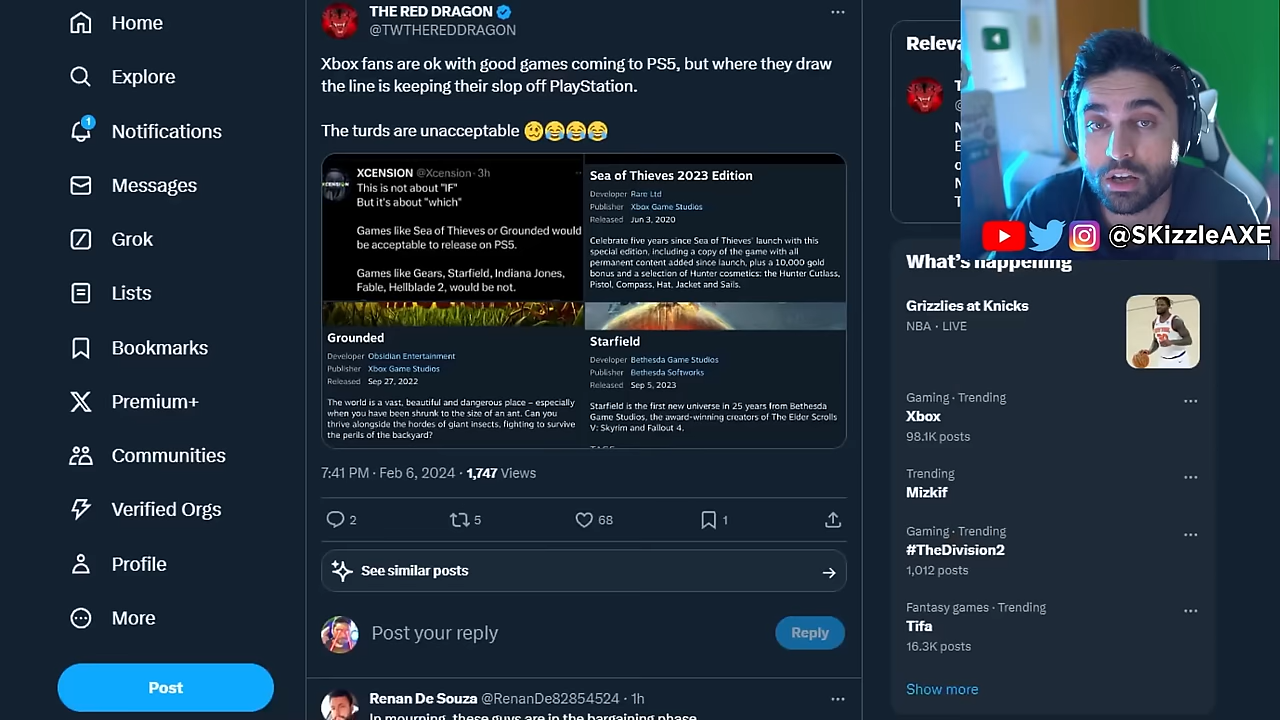 Home
Explore
1
Notifications
Messages
Grok
Lists
Bookmarks
Premium+
Communities
Verified Orgs
Profile
More
Post
THE RED DRAGON
@TWTHEREDDRAGON
Xbox fans are ok with good games coming to PS5, but where they draw
the line is keeping their slop off PlayStation.
The turds are unacceptable 🥴😂😂😂
XCENSION @Xcension · 3h
This is not about "IF"
But it's about "which"
Games like Sea of Thieves or Grounded would
be acceptable to release on PS5.
Games like Gears, Starfield, Indiana Jones,
Fable, Hellblade 2, would be not.
Sea of Thieves 2023 Edition
Developer Rare Ltd
Publisher Xbox Game Studios
Released Jun 3, 2020
Celebrate five years since Sea of Thieves' launch with this
special edition, including a copy of the game with all
permanent content added since launch, plus a 10,000 gold
bonus and a selection of Hunter cosmetics: the Hunter Cutlass,
Pistol, Compass, Hat, Jacket and Sails.
Grounded
Developer Obsidian Entertainment
Publisher Xbox Game Studios
Released Sep 27, 2022
The world is a vast, beautiful and dangerous place – especially
when you have been shrunk to the size of an ant. Can you
thrive alongside the hordes of giant insects, fighting to survive
the perils of the backyard?
Starfield
Developer Bethesda Game Studios
Publisher Bethesda Softworks
Released Sep 5, 2023
Starfield is the first new universe in 25 years from Bethesda
Game Studios, the award-winning creators of The Elder Scrolls
V: Skyrim and Fallout 4.
7:41 PM · Feb 6, 2024 · 1,747 Views
2
5
68
1
See similar posts
Post your reply
Reply
Renan De Souza @RenanDe82854524 · 1h
In mourning, these guys are in the bargaining phase
@SKizzleAXE
What's happening
Grizzlies at Knicks
NBA · LIVE
Gaming · Trending
Xbox
98.1K posts
Trending
Mizkif
Gaming · Trending
#TheDivision2
1,012 posts
Fantasy games · Trending
Tifa
16.3K posts
Show more